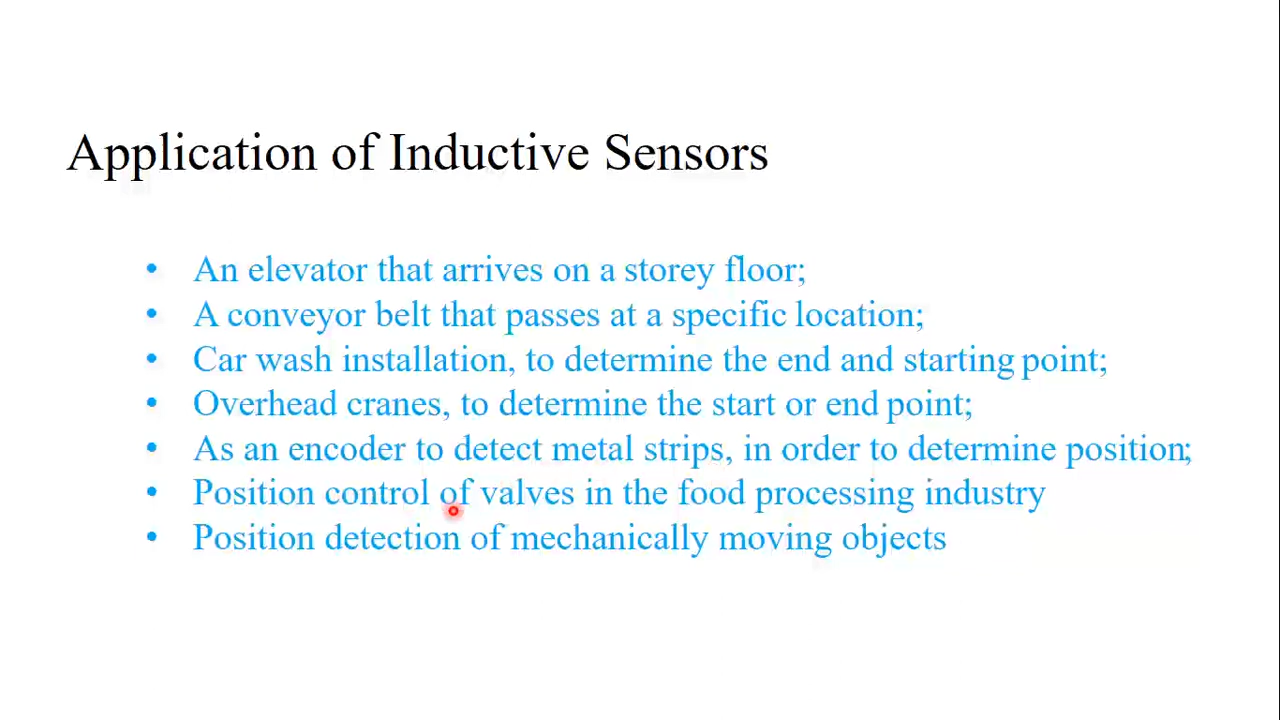 Application of Inductive Sensors
• An elevator that arrives on a storey floor;
• A conveyor belt that passes at a specific location;
• Car wash installation, to determine the end and starting point;
• Overhead cranes, to determine the start or end point;
• As an encoder to detect metal strips, in order to determine position;
• Position control of valves in the food processing industry
• Position detection of mechanically moving objects